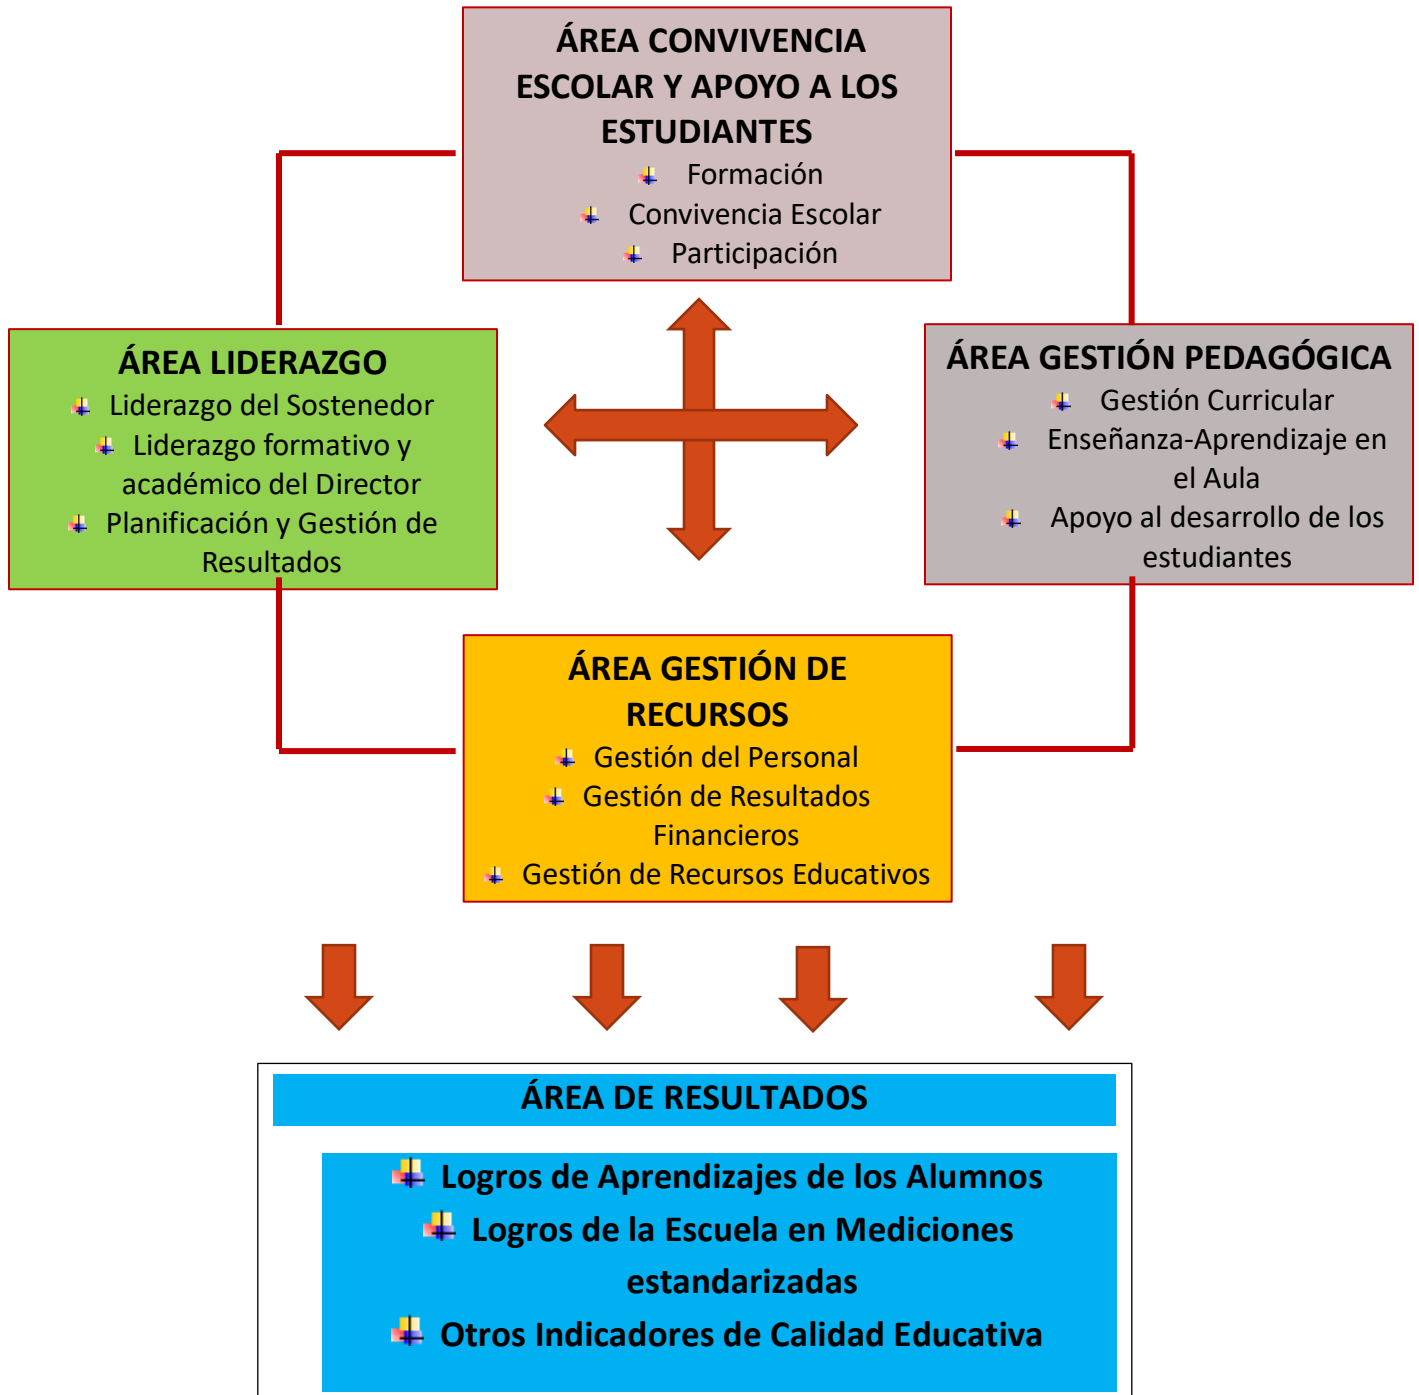 ÁREA CONVIVENCIA
ESCOLAR Y APOYO A LOS
ESTUDIANTES
Formación
Convivencia Escolar
Participación
ÁREA LIDERAZGO
Liderazgo del Sostenedor
Liderazgo formativo y
académico del Director
Planificación y Gestión de
Resultados
ÁREA GESTIÓN PEDAGÓGICA
Gestión Curricular
Enseñanza-Aprendizaje en
el Aula
Apoyo al desarrollo de los
estudiantes
ÁREA GESTIÓN DE
RECURSOS
Gestión del Personal
Gestión de Resultados
Financieros
Gestión de Recursos Educativos
ÁREA DE RESULTADOS
Logros de Aprendizajes de los Alumnos
Logros de la Escuela en Mediciones
estandarizadas
Otros Indicadores de Calidad Educativa